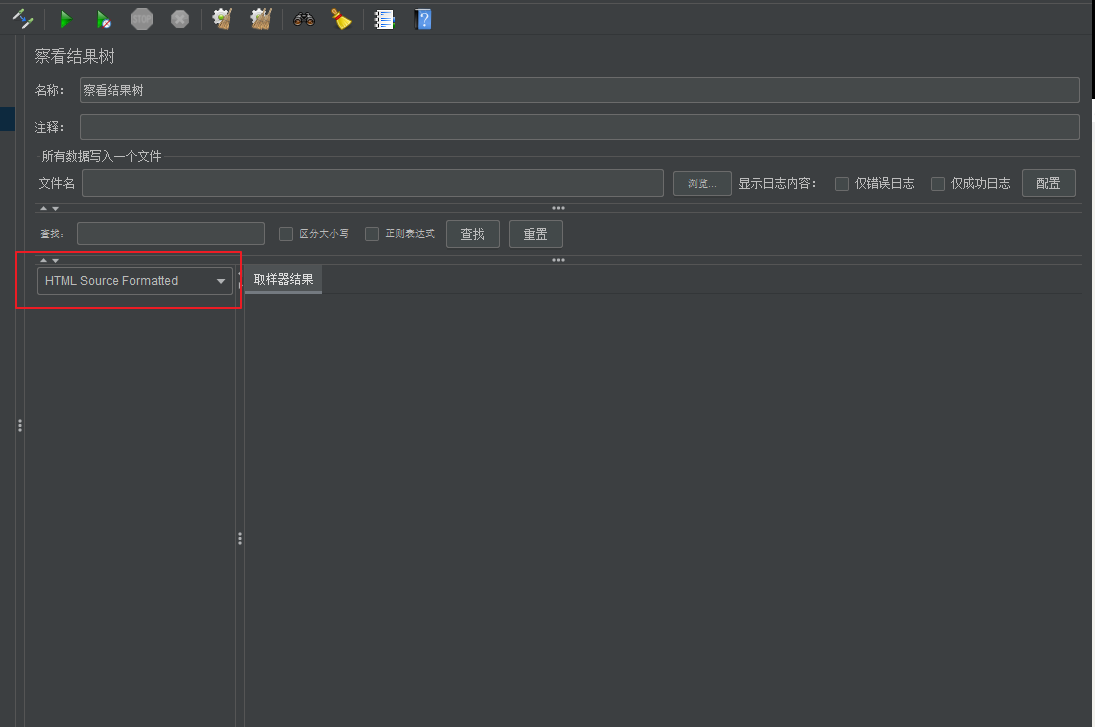 STOP
察看结果树
名称： 察看结果树
注释：
所有数据写入一个文件
文件名 浏览... 显示日志内容： 仅错误日志 仅成功日志 配置
查找： 区分大小写 正则表达式 查找 重置
HTML Source Formatted 取样器结果